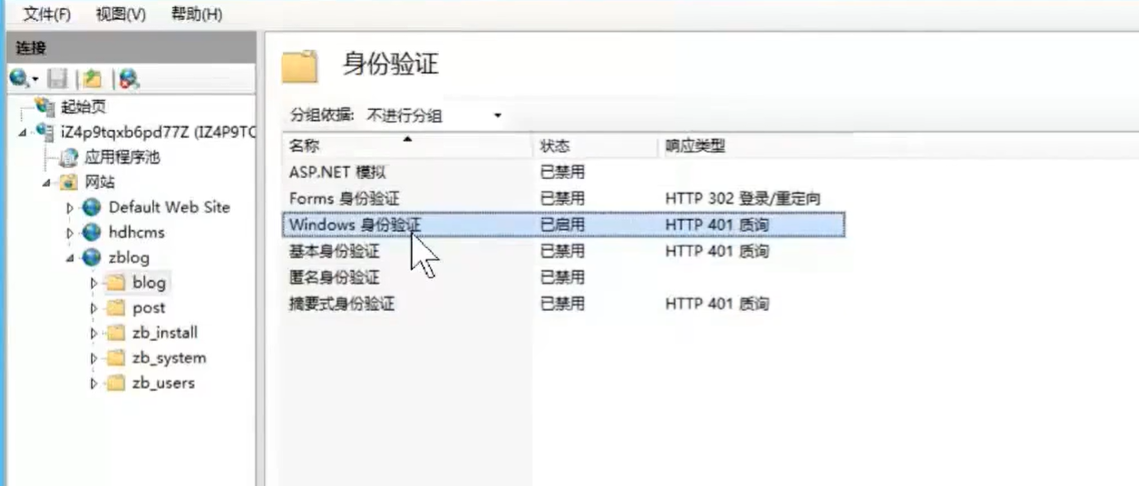 文件(F) 视图(V) 帮助(H)
连接
起始页
iZ4p9tqxb6pd77Z (IZ4P9TC
应用程序池
网站
Default Web Site
hdhcms
zblog
blog
post
zb_install
zb_system
zb_users
身份验证
分组依据: 不进行分组
名称 状态 响应类型
ASP.NET 模拟 已禁用
Forms 身份验证 已禁用 HTTP 302 登录/重定向
Windows 身份验证 已启用 HTTP 401 质询
基本身份验证 已禁用 HTTP 401 质询
匿名身份验证 已禁用
摘要式身份验证 已禁用 HTTP 401 质询